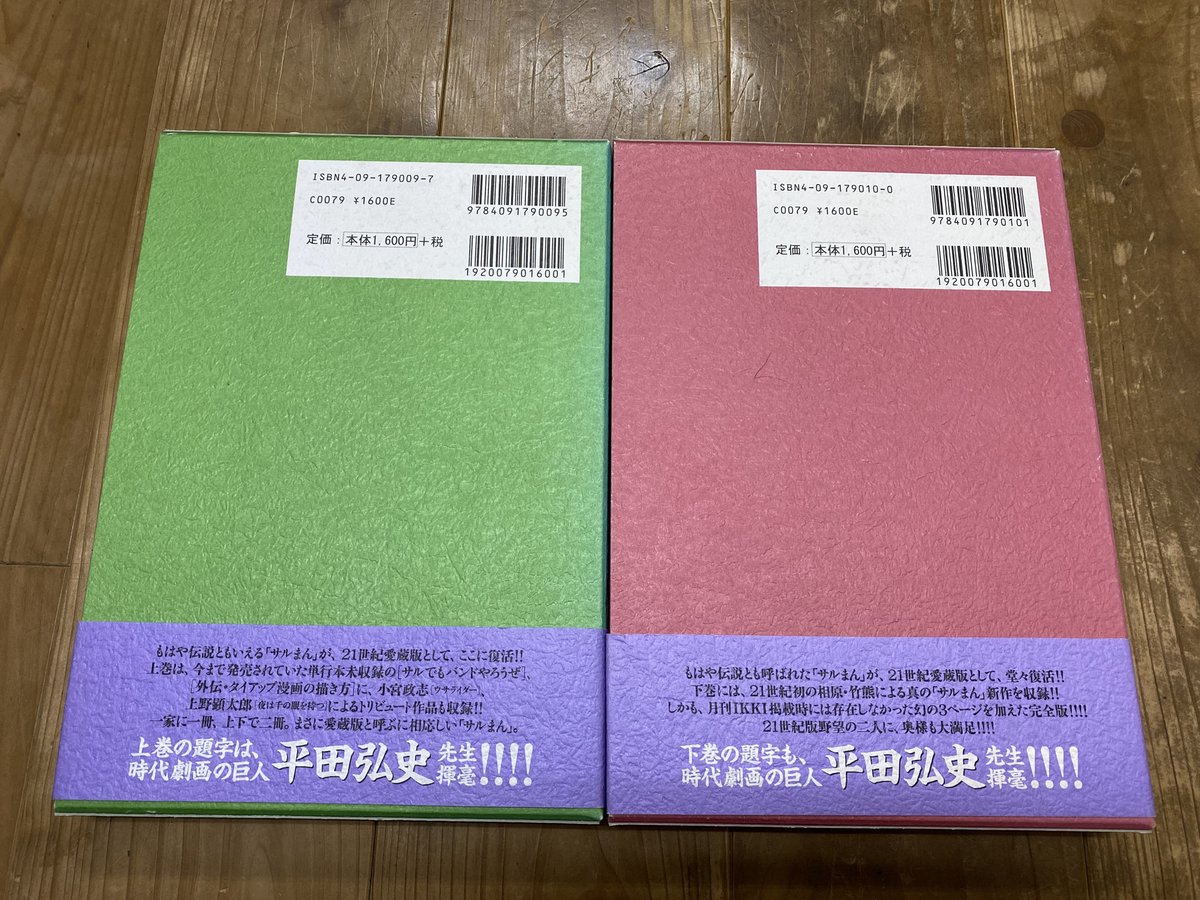 ISBN4-09-179009-7
C0079 ¥1600E
定価：本体1,600円＋税
9784091790095
1920079016001
もはや伝説ともいえる「サルまん」が、21世紀愛蔵版として、ここに復活!!
上巻は、今まで発売されていた単行本未収録の［サルでもバンドやろうぜ］、
［外伝・タイアップ漫画の描き方］に、小宮政志［ウサライダー］、
上野顕太郎［夜は千の眼を持つ］によるトリビュート作品も収録!!
一家に一冊、上下で二冊。まさに愛蔵版と呼ぶに相応しい「サルまん」。
上巻の題字は、
時代劇画の巨人 平田弘史 先生揮毫!!!!
ISBN4-09-179010-0
C0079 ¥1600E
定価：本体1,600円＋税
9784091790101
1920079016001
もはや伝説とも呼ばれた「サルまん」が、21世紀愛蔵版として、堂々復活!!
下巻には、21世紀初の相原・竹熊による真の「サルまん」新作を収録!!
しかも、月刊IKKI掲載時には存在しなかった幻の3ページを加えた完全版!!!!
21世紀版野望の二人に、奥様も大満足!!!!
下巻の題字も、
時代劇画の巨人 平田弘史 先生揮毫!!!!